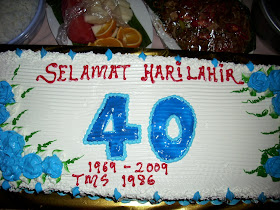 SELAMAT HARI LAHIR
40
1969 - 2009
TMS 1986